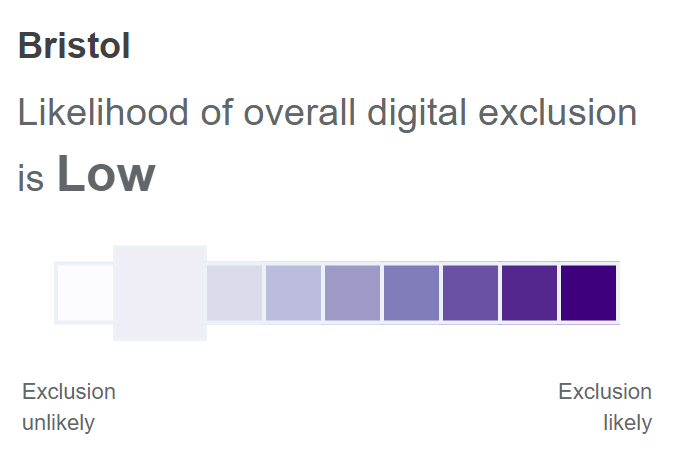 Bristol
Likelihood of overall digital exclusion
is Low
Exclusion
unlikely
Exclusion
likely